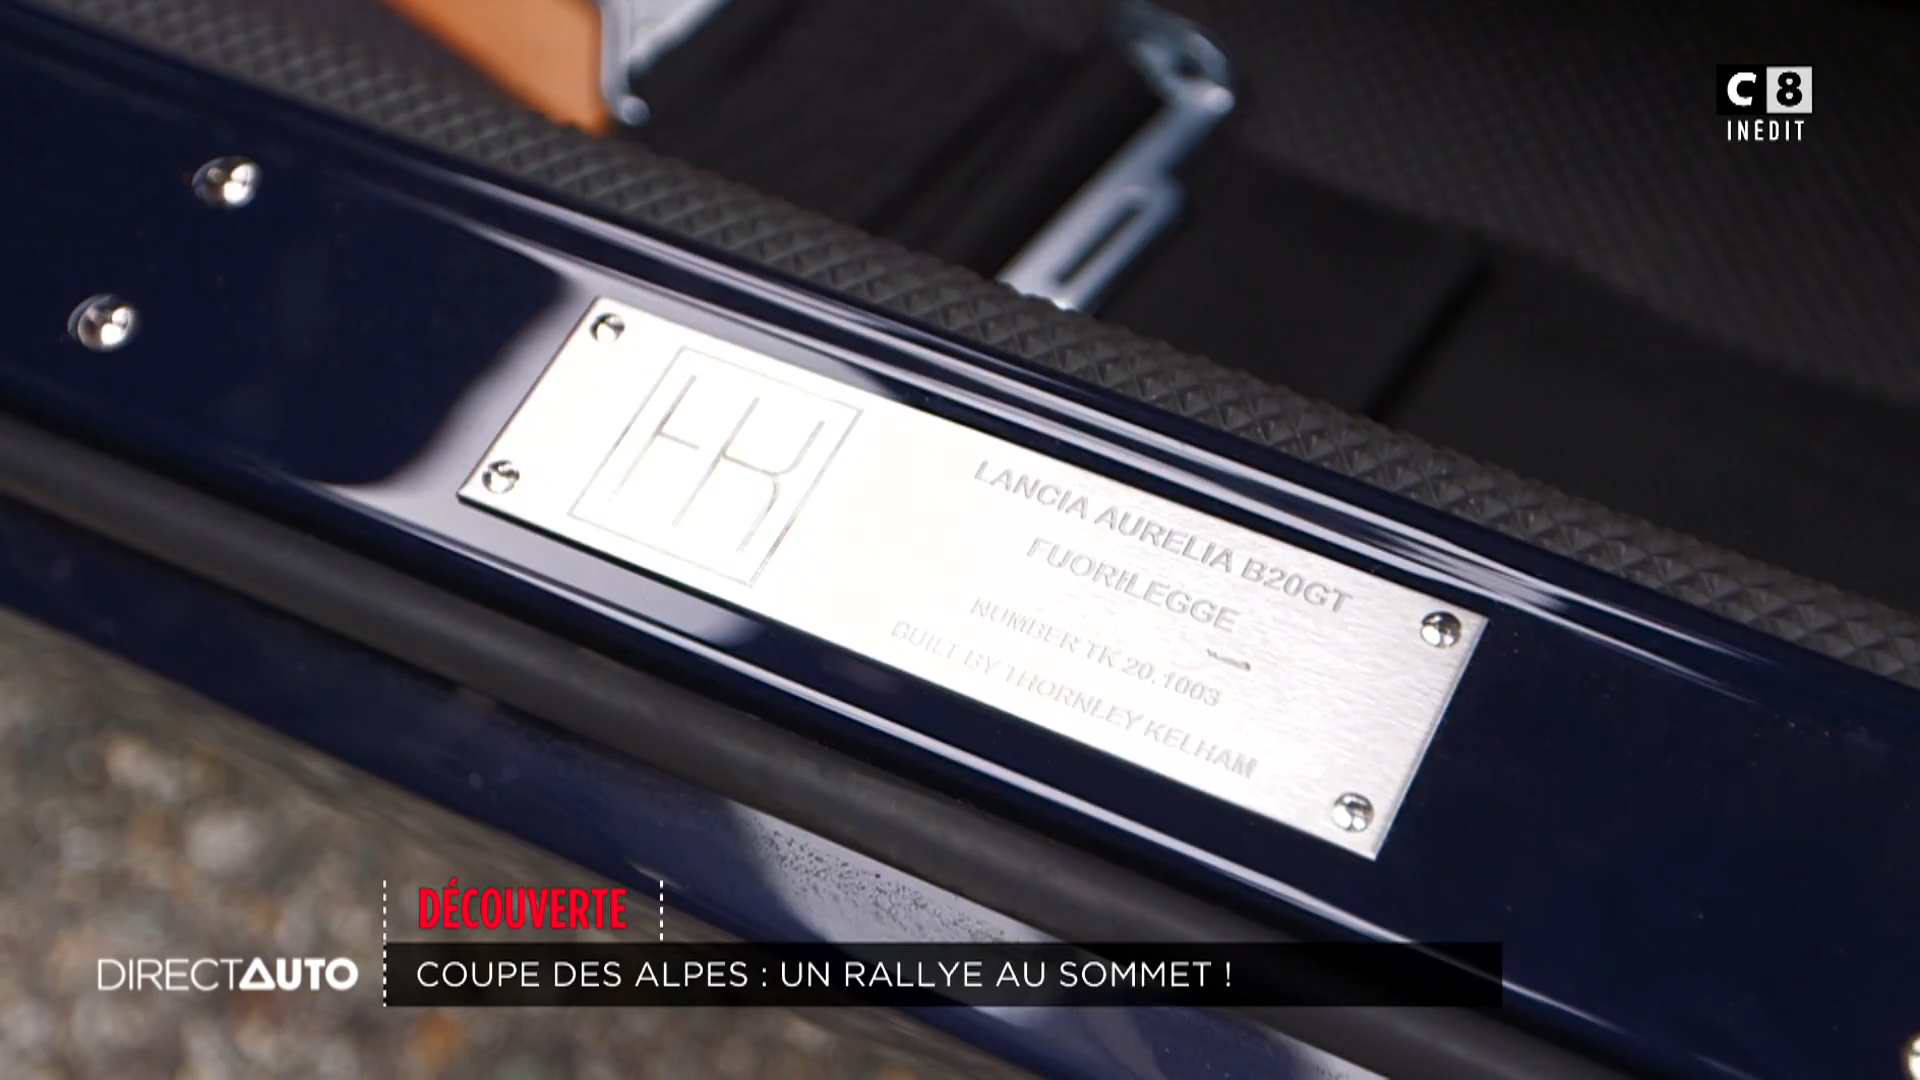 C8
INÉDIT
TK
LANCIA AURELIA B20GT
FUORILEGGE
NUMBER TK 20.1003
BUILT BY THORNLEY KELHAM
DÉCOUVERTE
DIRECTAUTO
COUPE DES ALPES : UN RALLYE AU SOMMET !